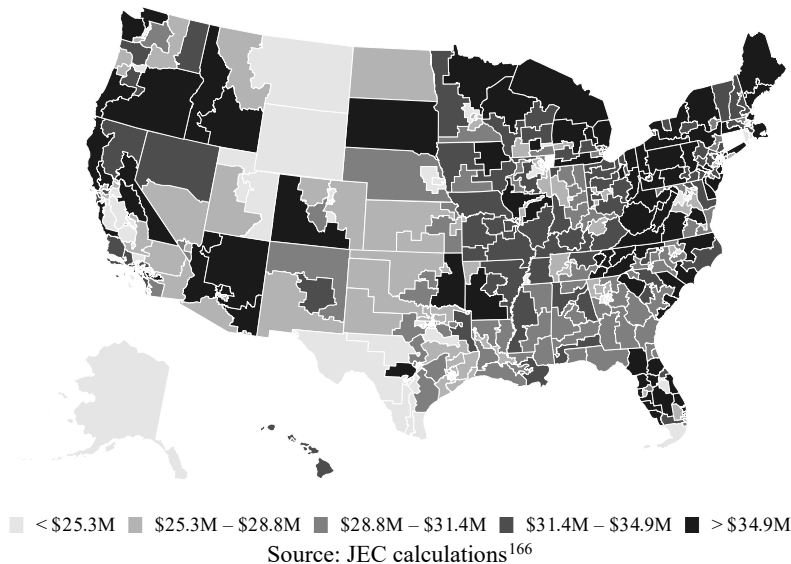 < $25.3M $25.3M – $28.8M $28.8M – $31.4M $31.4M – $34.9M > $34.9M
Source: JEC calculations¹⁶⁶